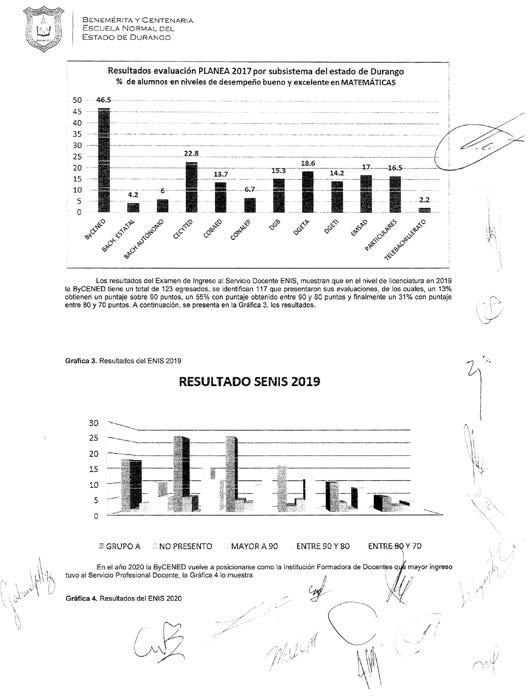 BENEMÉRITA Y CENTENARIA
ESCUELA NORMAL DEL
ESTADO DE DURANGO
Resultados evaluación PLANEA 2017 por subsistema del estado de Durango
% de alumnos en niveles de desempeño bueno y excelente en MATEMÁTICAS
50
45
40
35
30
25
20
15
10
5
0
46.5
4.2
6
22.8
13.7
6.7
15.3
18.6
14.2
17
16.5
2.2
ByCENED
BACH. ESTATAL
BACH AUTÓNOMO
CECYTED
COBAED
CONALEP
DGB
DGETA
DGETI
EMSAD
PARTICULARES
TELEBACHILLERATO
Los resultados del Examen de Ingreso al Servicio Docente ENIS, muestran que en el nivel de licenciatura en 2019
la ByCENED tiene un total de 123 egresados, se identifican 117 que presentaron sus evaluaciones, de los cuales, un 13%
obtienen un puntaje sobre 90 puntos, un 55% con puntaje obtenido entre 90 y 80 puntos y finalmente un 31% con puntaje
entre 80 y 70 puntos. A continuación, se presenta en la Gráfica 3, los resultados.
Grafica 3. Resultados del ENIS 2019
RESULTADO SENIS 2019
30
25
20
15
10
5
0
GRUPO A NO PRESENTO MAYOR A 90 ENTRE 90 Y 80 ENTRE 80 Y 70
En el año 2020 la ByCENED vuelve a posicionarse como la Institución Formadora de Docentes que mayor ingreso
tuvo al Servicio Profesional Docente, la Gráfica 4 lo muestra.
Gráfica 4. Resultados del ENIS 2020